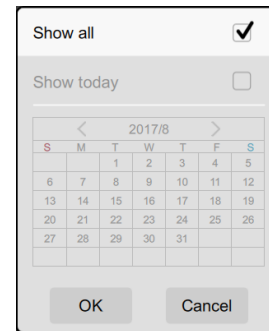 Show all
Show today
2017/8
S M T W T F S
1 2 3 4 5
6 7 8 9 10 11 12
13 14 15 16 17 18 19
20 21 22 23 24 25 26
27 28 29 30 31
OK Cancel